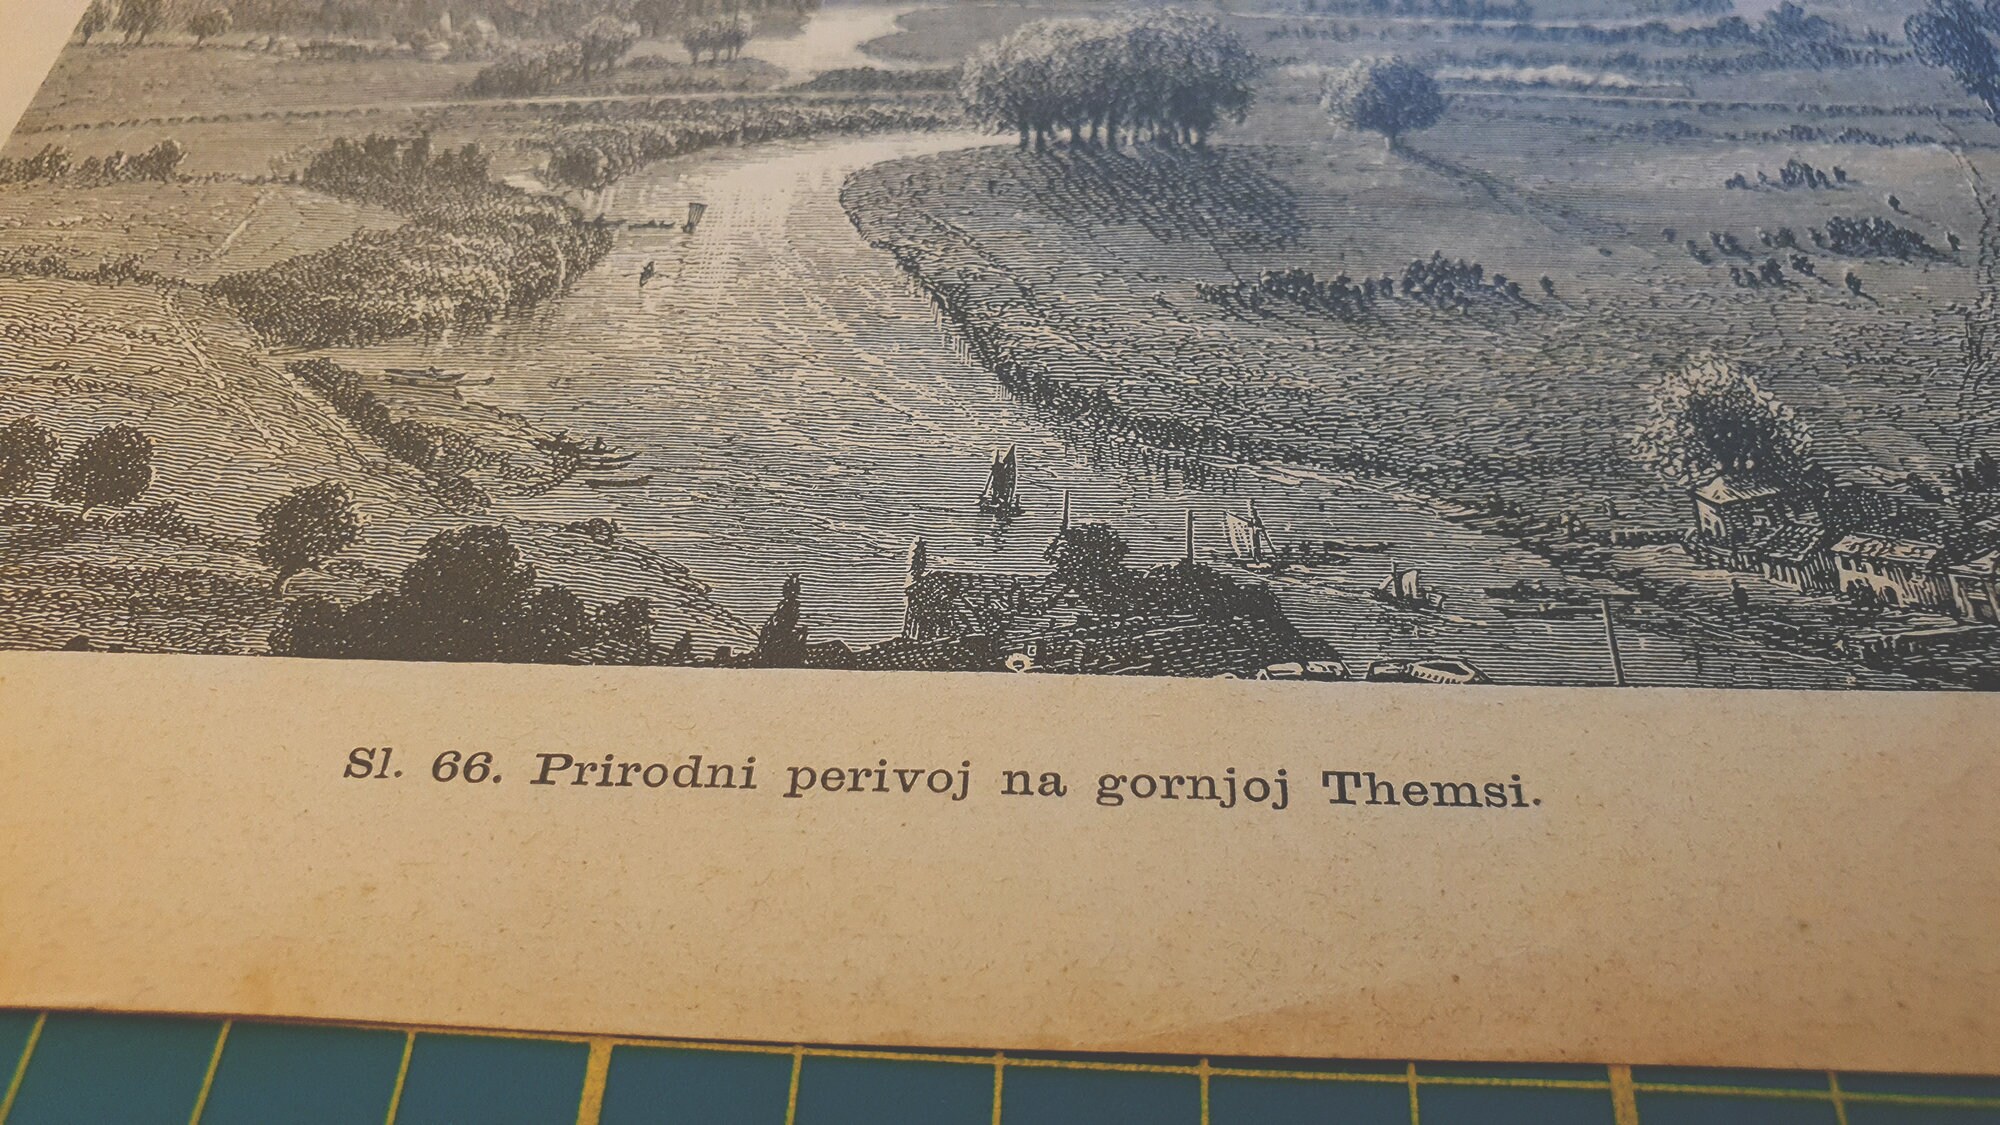 Sl. 66. Prirodni perivoj na gornjoj Themsi.